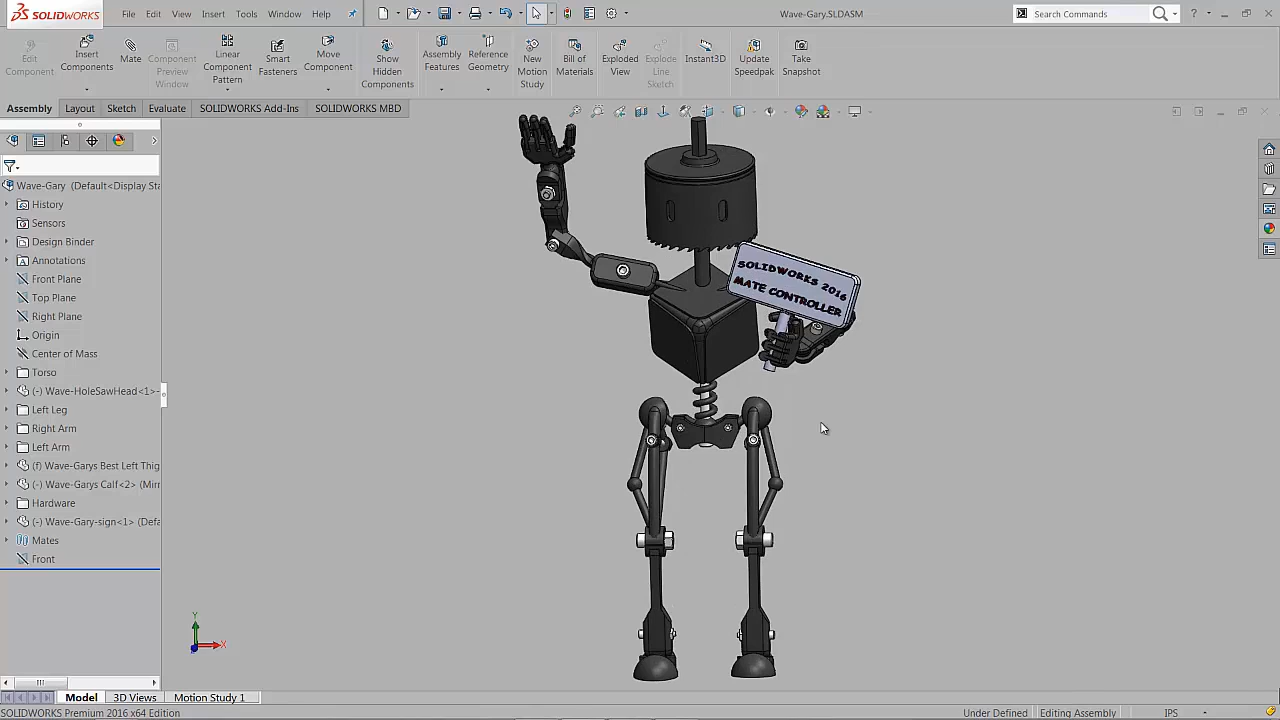 SOLIDWORKS
File Edit View Insert Tools Window Help
Wave-Gary.SLDASM
Search Commands
Edit Component
Insert Components
Mate
Component Preview Window
Linear Component Pattern
Smart Fasteners
Move Component
Show Hidden Components
Assembly Features
Reference Geometry
New Motion Study
Bill of Materials
Exploded View
Explode Line Sketch
Instant3D
Update Speedpak
Take Snapshot
Assembly Layout Sketch Evaluate SOLIDWORKS Add-Ins SOLIDWORKS MBD
Wave-Gary (Default<Display Sta
History
Sensors
Design Binder
Annotations
Front Plane
Top Plane
Right Plane
Origin
Center of Mass
Torso
(-) Wave-HoleSawHead<1>
Left Leg
Right Arm
Left Arm
(f) Wave-Garys Best Left Thig
(-) Wave-Garys Calf<2> (Mirr
Hardware
(-) Wave-Gary-sign<1> (Defa
Mates
Front
SOLIDWORKS 2016
MATE CONTROLLER
Y
X
Model 3D Views Motion Study 1
SOLIDWORKS Premium 2016 x64 Edition
Under Defined Editing Assembly IPS